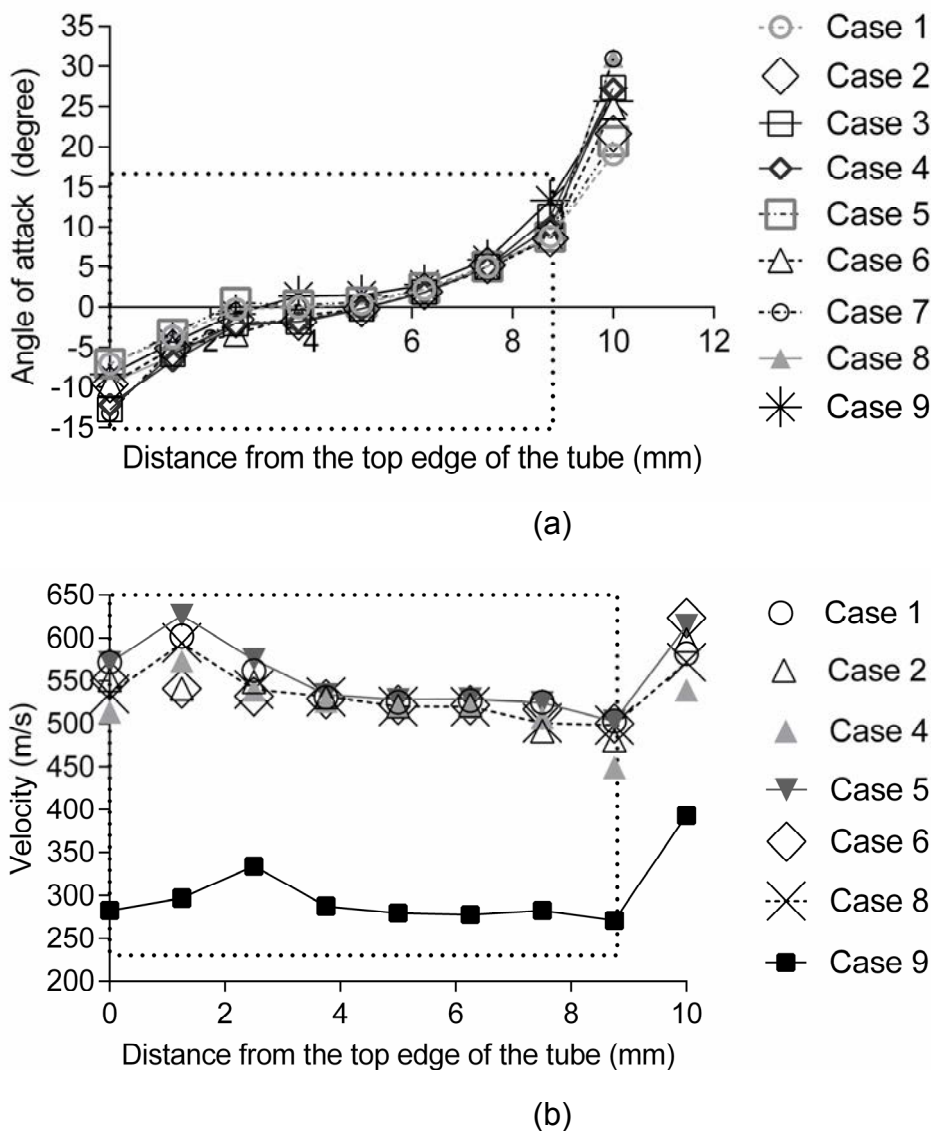 35
30
25
20
15
10
5
0
-5
-10
-15
2
4
6
8
10
12
Angle of attack (degree)
Distance from the top edge of the tube (mm)
Case 1
Case 2
Case 3
Case 4
Case 5
Case 6
Case 7
Case 8
Case 9
(a)
650
600
550
500
450
400
350
300
250
200
0
2
4
6
8
10
Velocity (m/s)
Distance from the top edge of the tube (mm)
Case 1
Case 2
Case 4
Case 5
Case 6
Case 8
Case 9
(b)